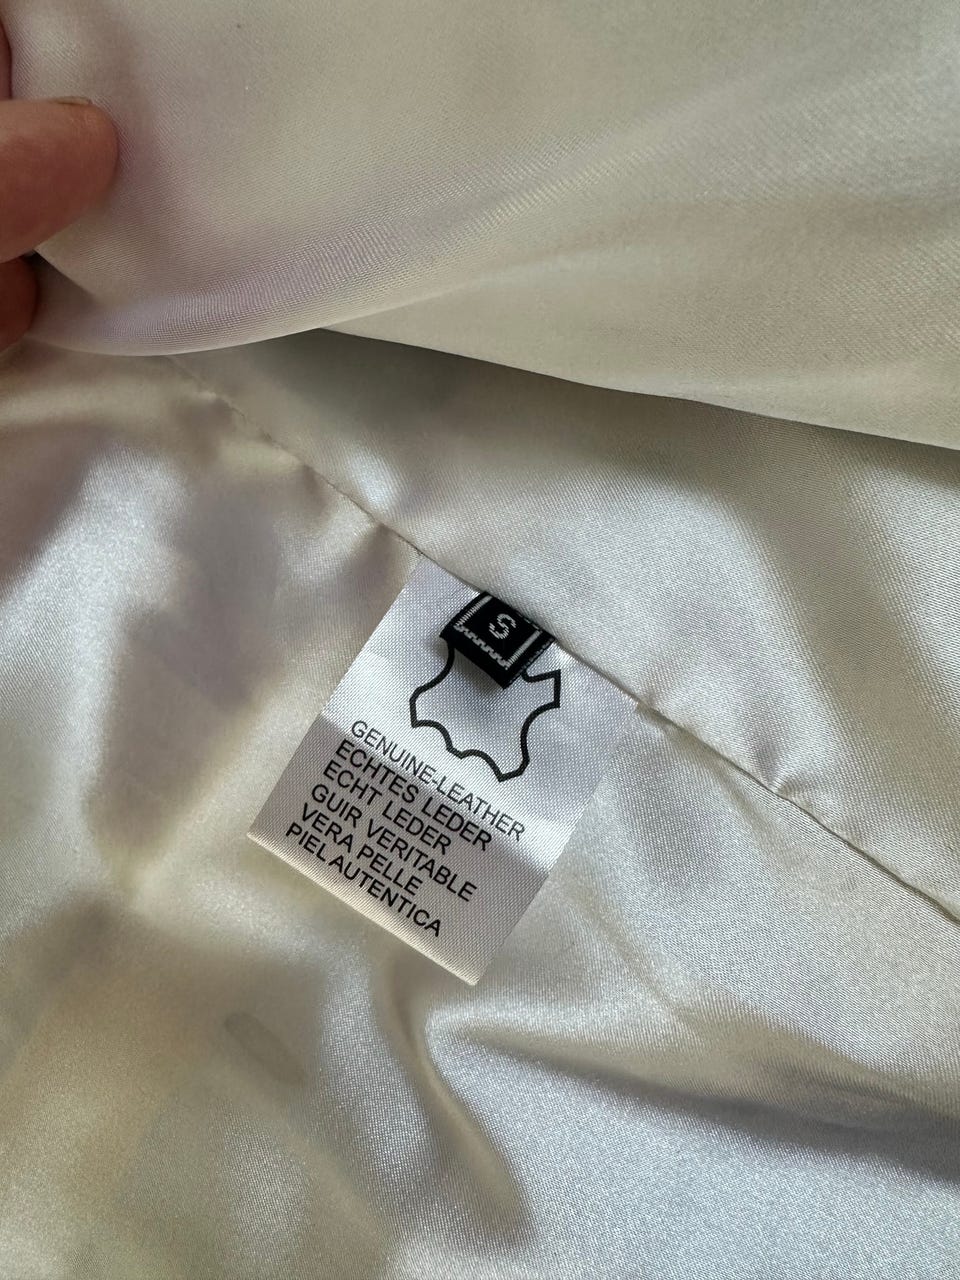 S
GENUINE-LEATHER
ECHTES LEDER
ECHT LEDER
GUIR VERITABLE
VERA PELLE
PIEL AUTENTICA